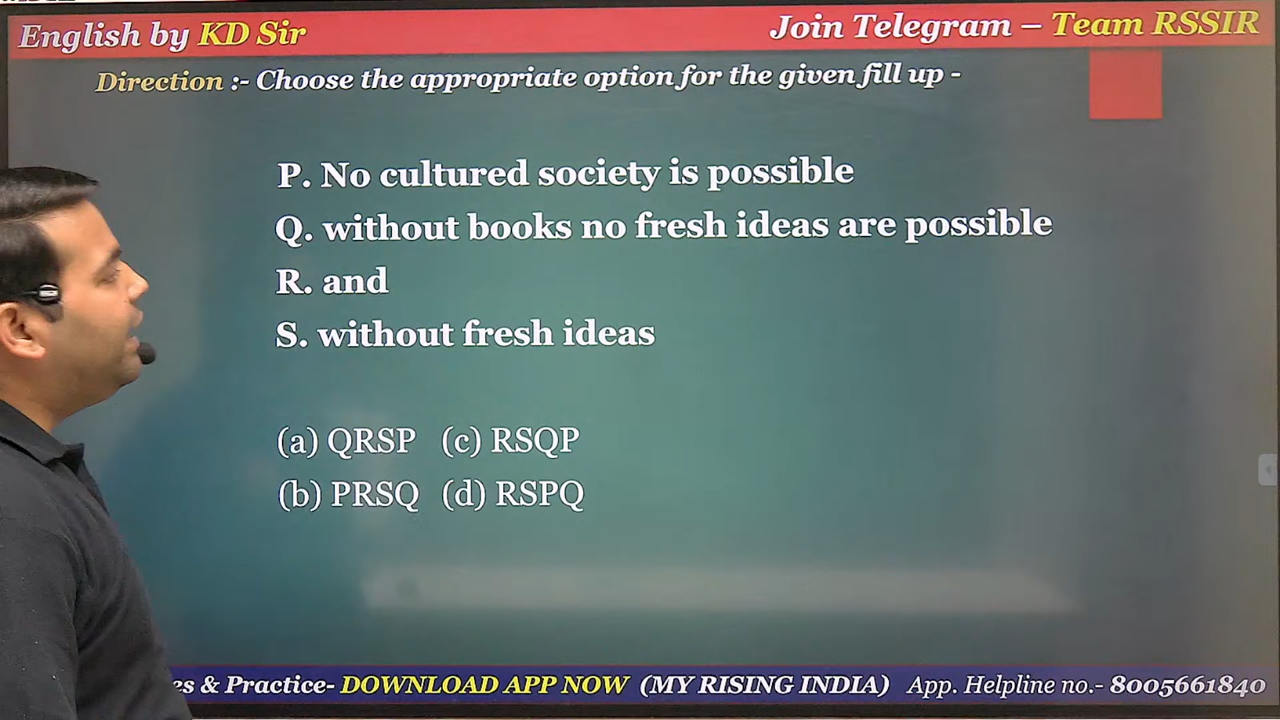 English by KD Sir
Join Telegram – Team RSSIR
Direction :- Choose the appropriate option for the given fill up -
P. No cultured society is possible
Q. without books no fresh ideas are possible
R. and
S. without fresh ideas
(a) QRSP (c) RSQP
(b) PRSQ (d) RSPQ
es & Practice- DOWNLOAD APP NOW (MY RISING INDIA) App. Helpline no.- 8005661840